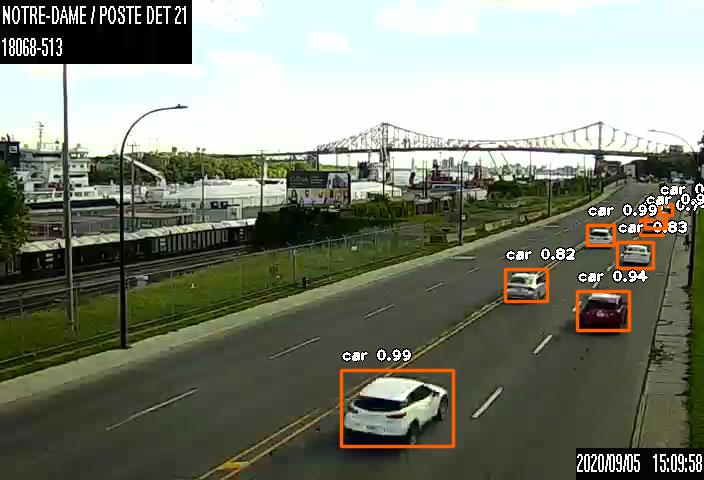 NOTRE-DAME / POSTE DET 21
18068-513
car 0.99
car 0.83
car 0.82
car 0.94
car 0.99
2020/09/05 15:09:58